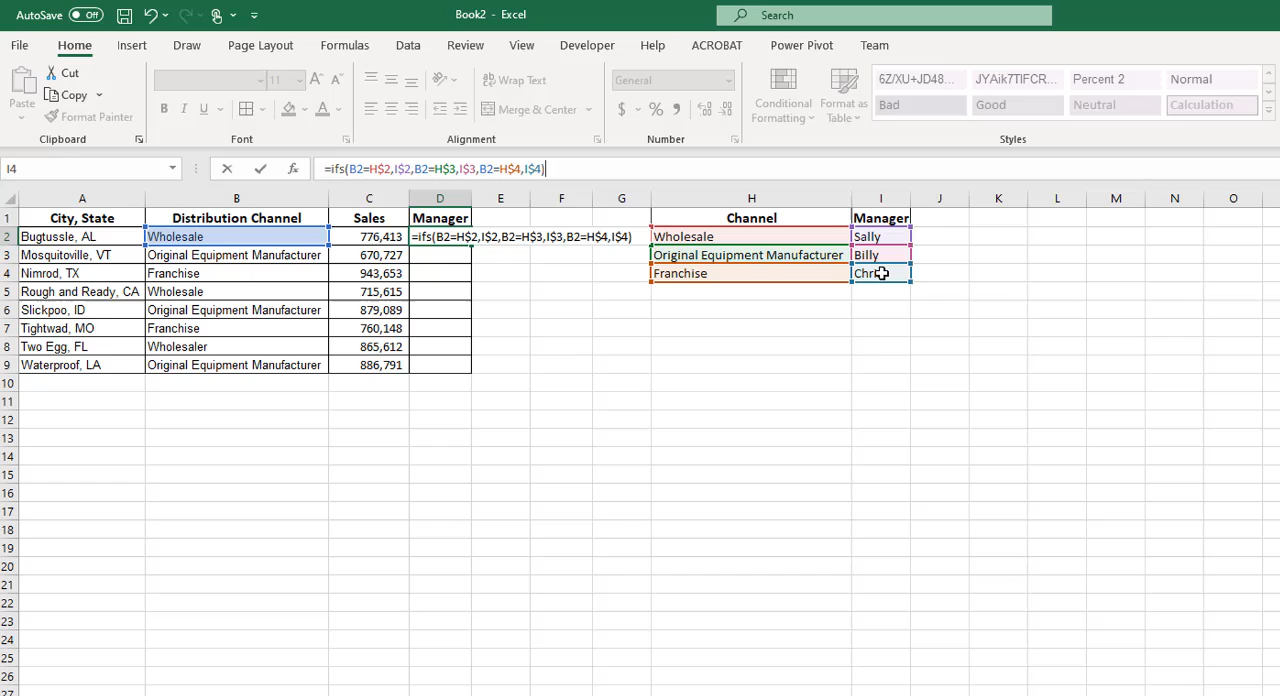 AutoSave Off Book2 - Excel Search
File Home Insert Draw Page Layout Formulas Data Review View Developer Help ACROBAT Power Pivot Team
Paste Cut Copy Format Painter
Clipboard
11 A A
B I U A
Font
ab Wrap Text
Merge & Center
Alignment
General
$ % ,
Number
Conditional Formatting
Format as Table
6Z/XU+JD48... JYAik7TIFCR... Percent 2 Normal
Bad Good Neutral Calculation
Styles
I4 fx =ifs(B2=H$2,I$2,B2=H$3,I$3,B2=H$4,I$4)
A B C D E F G H I J K L M N O
1 City, State Distribution Channel Sales Manager Channel Manager
2 Bugtussle, AL Wholesale 776,413 =ifs(B2=H$2,I$2,B2=H$3,I$3,B2=H$4,I$4) Wholesale Sally
3 Mosquitoville, VT Original Equipment Manufacturer 670,727 Original Equipment Manufacturer Billy
4 Nimrod, TX Franchise 943,653 Franchise
5 Rough and Ready, CA Wholesale 715,615
6 Slickpoo, ID Original Equipment Manufacturer 879,089
7 Tightwad, MO Franchise 760,148
8 Two Egg, FL Wholesaler 865,612
9 Waterproof, LA Original Equipment Manufacturer 886,791
10
11
12
13
14
15
16
17
18
19
20
21
22
23
24
25
26
27